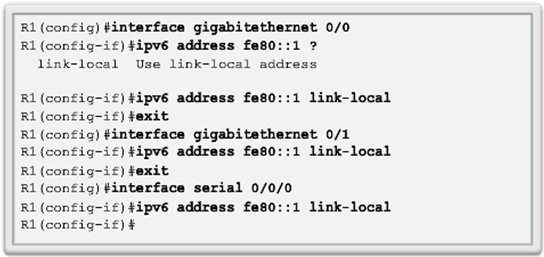 R1(config)#interface gigabitethernet 0/0
R1(config-if)#ipv6 address fe80::1 ?
link-local Use link-local address
R1(config-if)#ipv6 address fe80::1 link-local
R1(config-if)#exit
R1(config)#interface gigabitethernet 0/1
R1(config-if)#ipv6 address fe80::1 link-local
R1(config-if)#exit
R1(config)#interface serial 0/0/0
R1(config-if)#ipv6 address fe80::1 link-local
R1(config-if)#